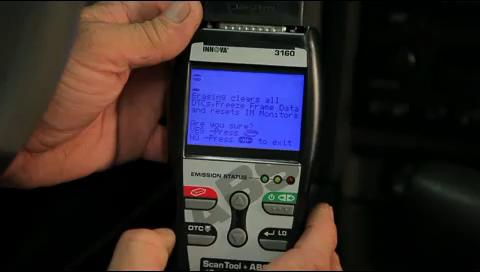 INNOVA
3160
Erasing clears all
DTCs,Freeze Frame Data
and resets IM Monitors
Are you sure?
YES -Press
NO -Press to exit
EMISSION STATUS
DTC
LD
ScanTool + ABS